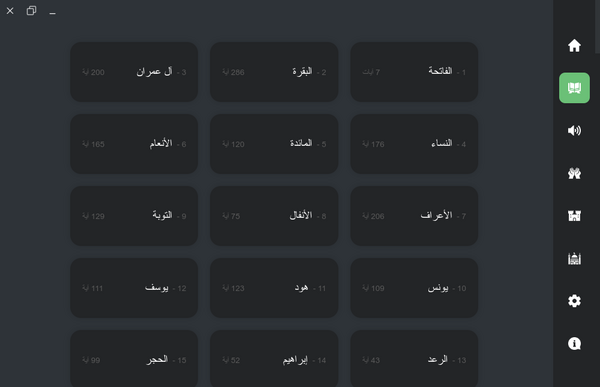 1 - الفاتحة 7 آيات
2 - البقرة 286 آية
3 - آل عمران 200 آية
4 - النساء 176 آية
5 - المائدة 120 آية
6 - الأنعام 165 آية
7 - الأعراف 206 آية
8 - الأنفال 75 آية
9 - التوبة 129 آية
10 - يونس 109 آية
11 - هود 123 آية
12 - يوسف 111 آية
13 - الرعد 43 آية
14 - إبراهيم 52 آية
15 - الحجر 99 آية